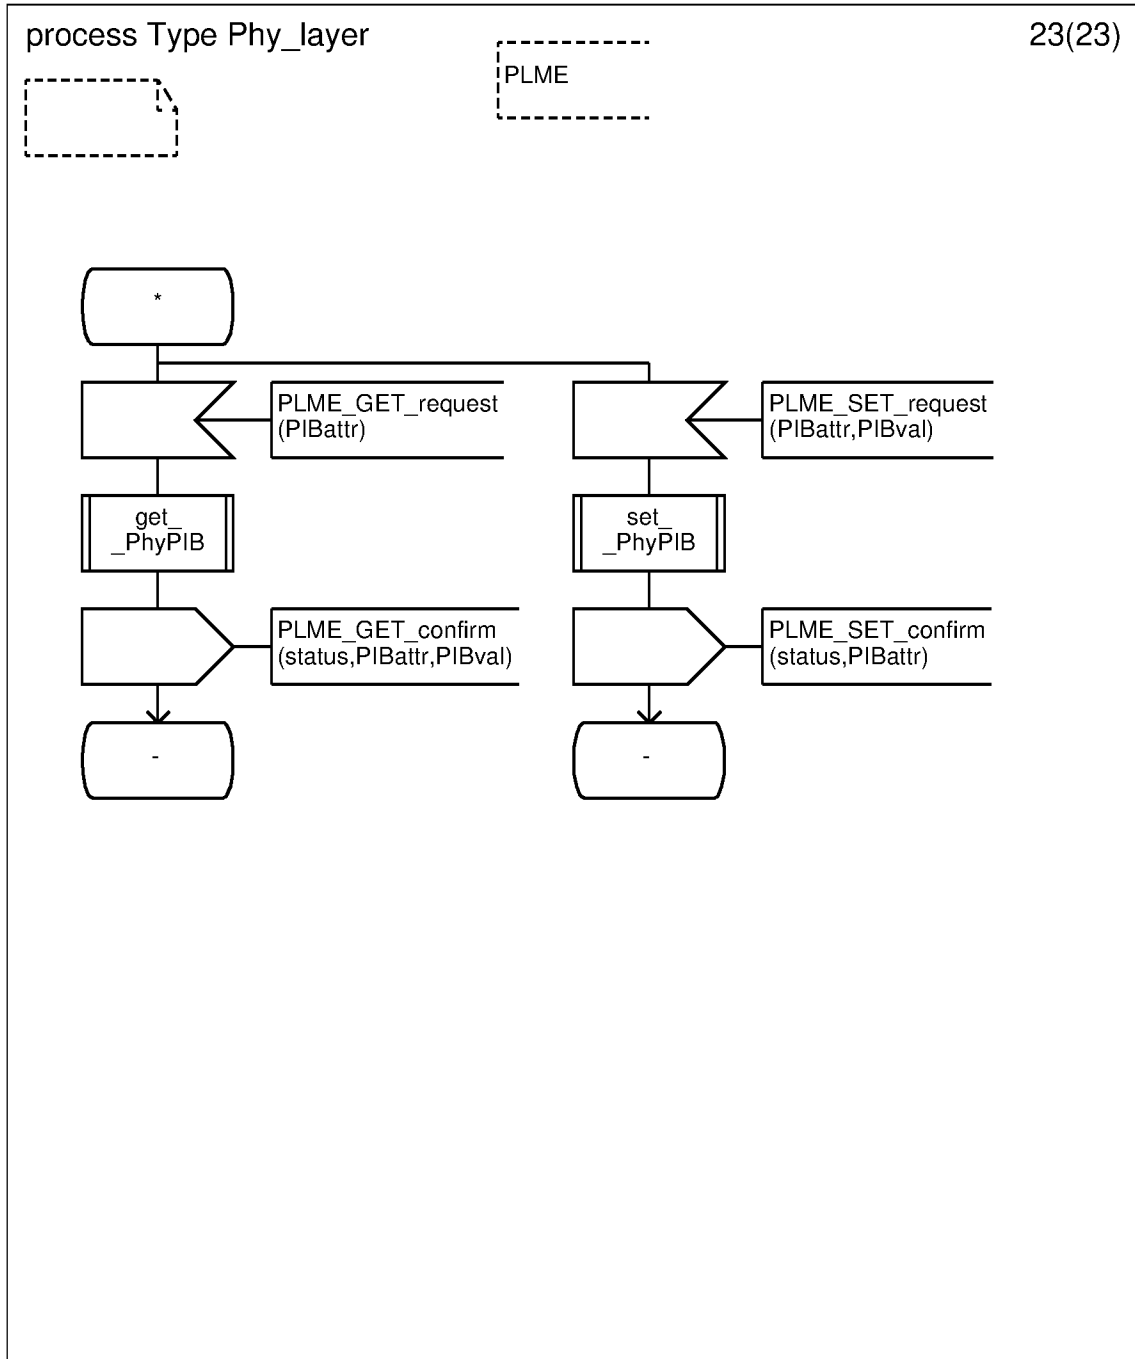 process Type Phy_layer
23(23)
PLME
*
PLME_GET_request
(PIBattr)
PLME_SET_request
(PIBattr,PIBval)
get_
_PhyPIB
set_
_PhyPIB
PLME_GET_confirm
(status,PIBattr,PIBval)
PLME_SET_confirm
(status,PIBattr)
-
-